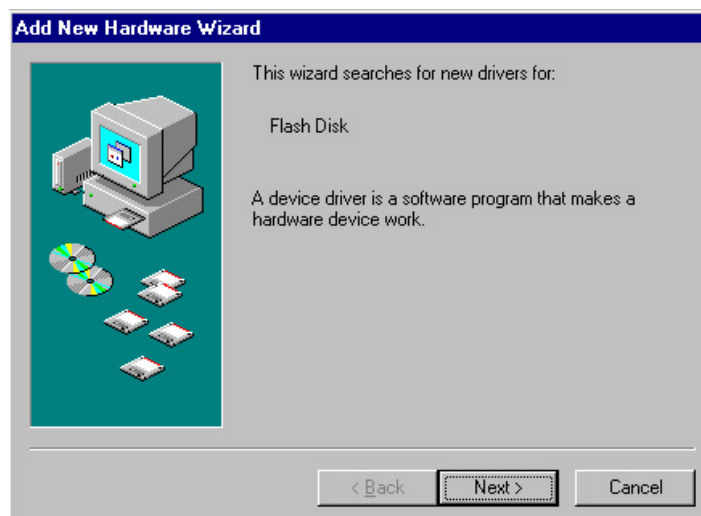 Add New Hardware Wizard
This wizard searches for new drivers for:
Flash Disk
A device driver is a software program that makes a
hardware device work.
< Back
Next >
Cancel